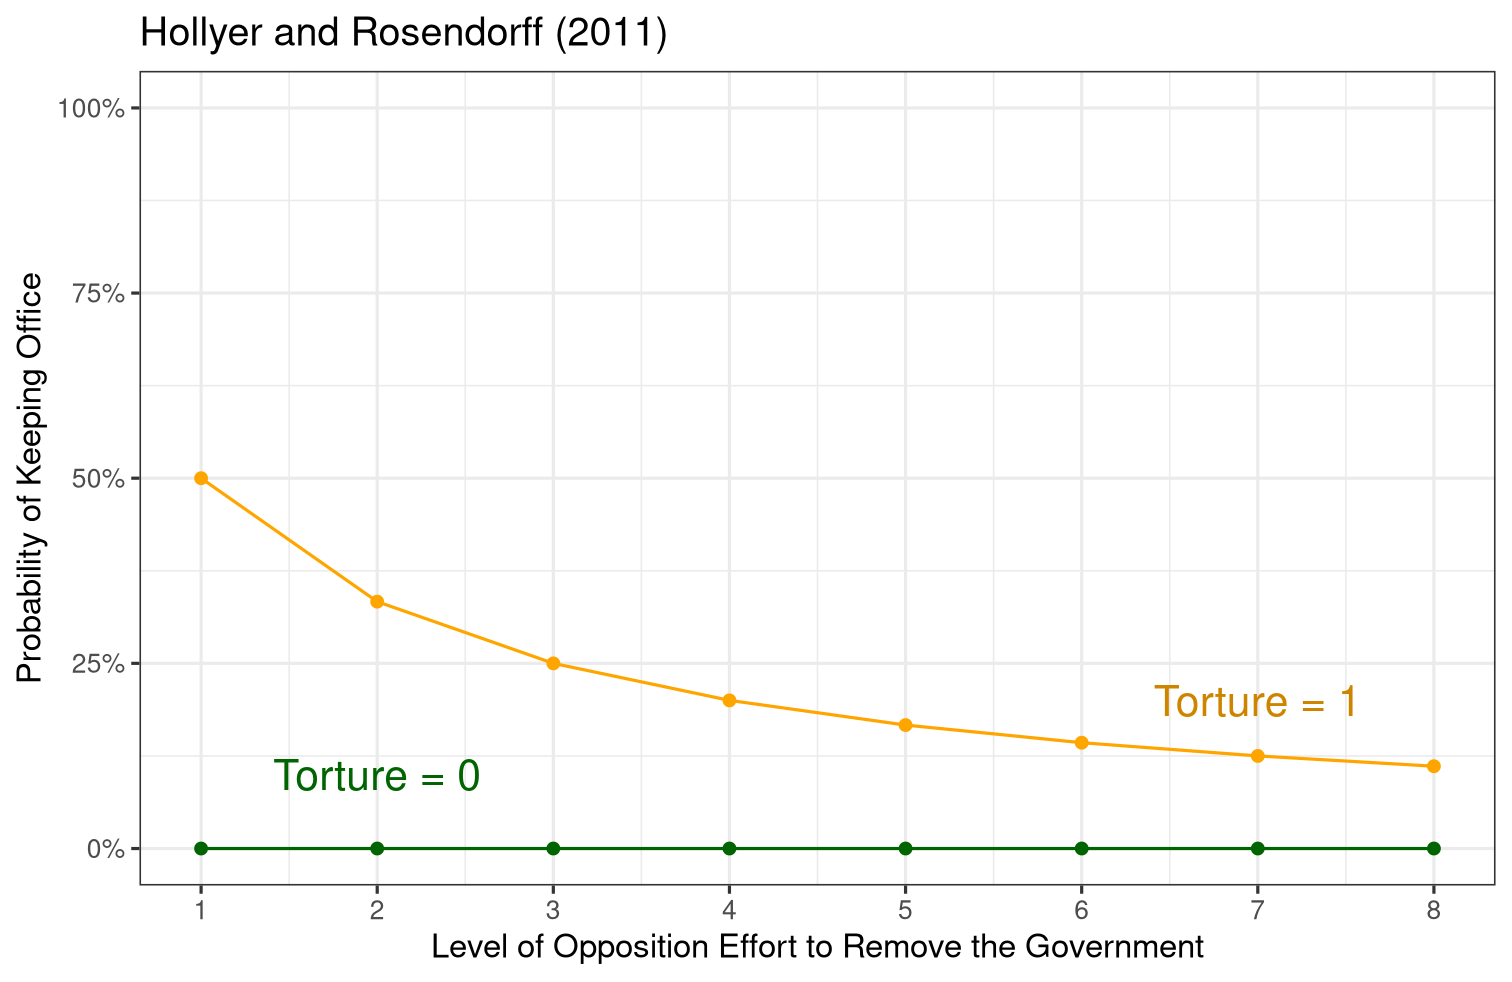 Hollyer and Rosendorff (2011)
Probability of Keeping Office
100%
75%
50%
25%
0%
Torture = 1
Torture = 0
1 2 3 4 5 6 7 8
Level of Opposition Effort to Remove the Government